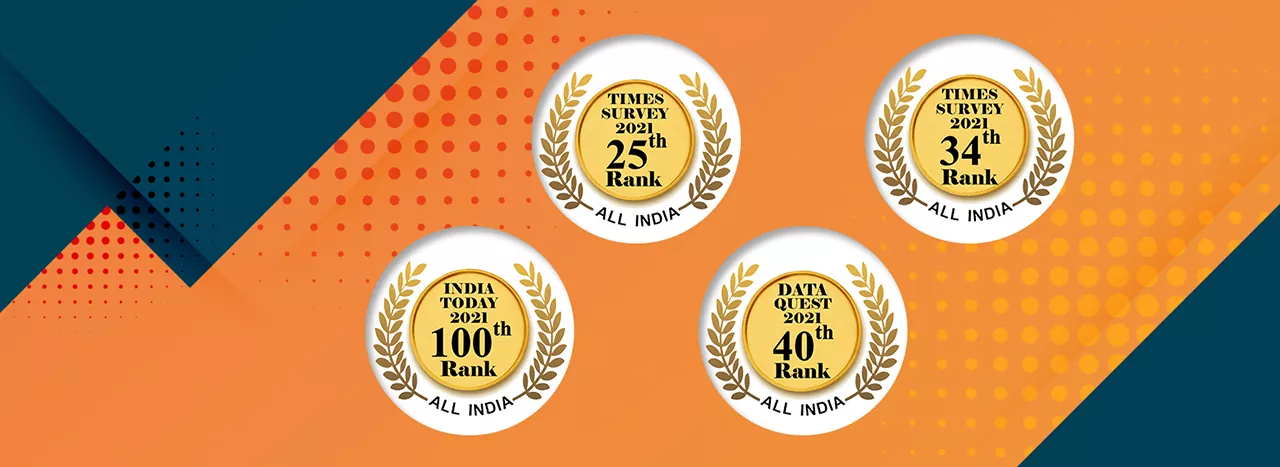 TIMES
SURVEY
2021
25th
Rank
ALL INDIA
TIMES
SURVEY
2021
34th
Rank
ALL INDIA
INDIA
TODAY
2021
100th
Rank
ALL INDIA
DATA
QUEST
2021
40th
Rank
ALL INDIA